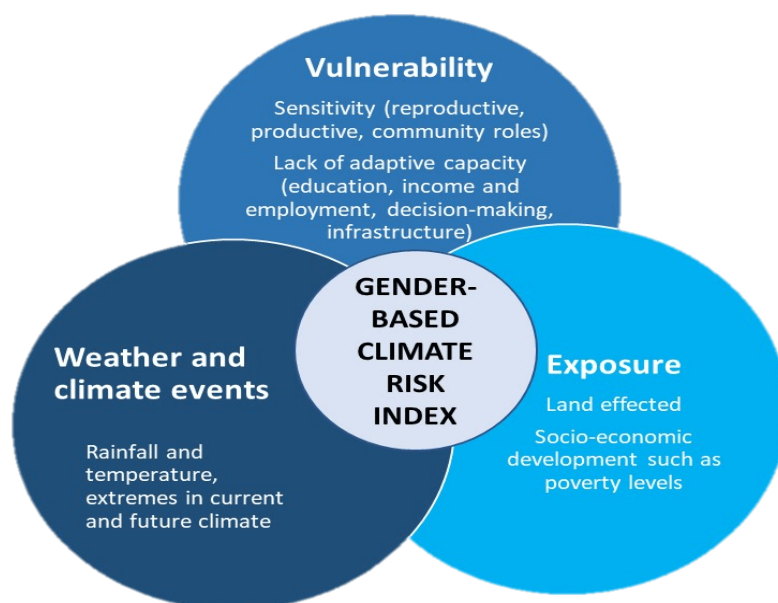 Vulnerability
Sensitivity (reproductive,
productive, community roles)
Lack of adaptive capacity
(education, income and
employment, decision-making,
infrastructure)
GENDER-
BASED
CLIMATE
RISK
INDEX
Weather and
climate events
Rainfall and
temperature,
extremes in current
and future climate
Exposure
Land effected
Socio-economic
development such as
poverty levels